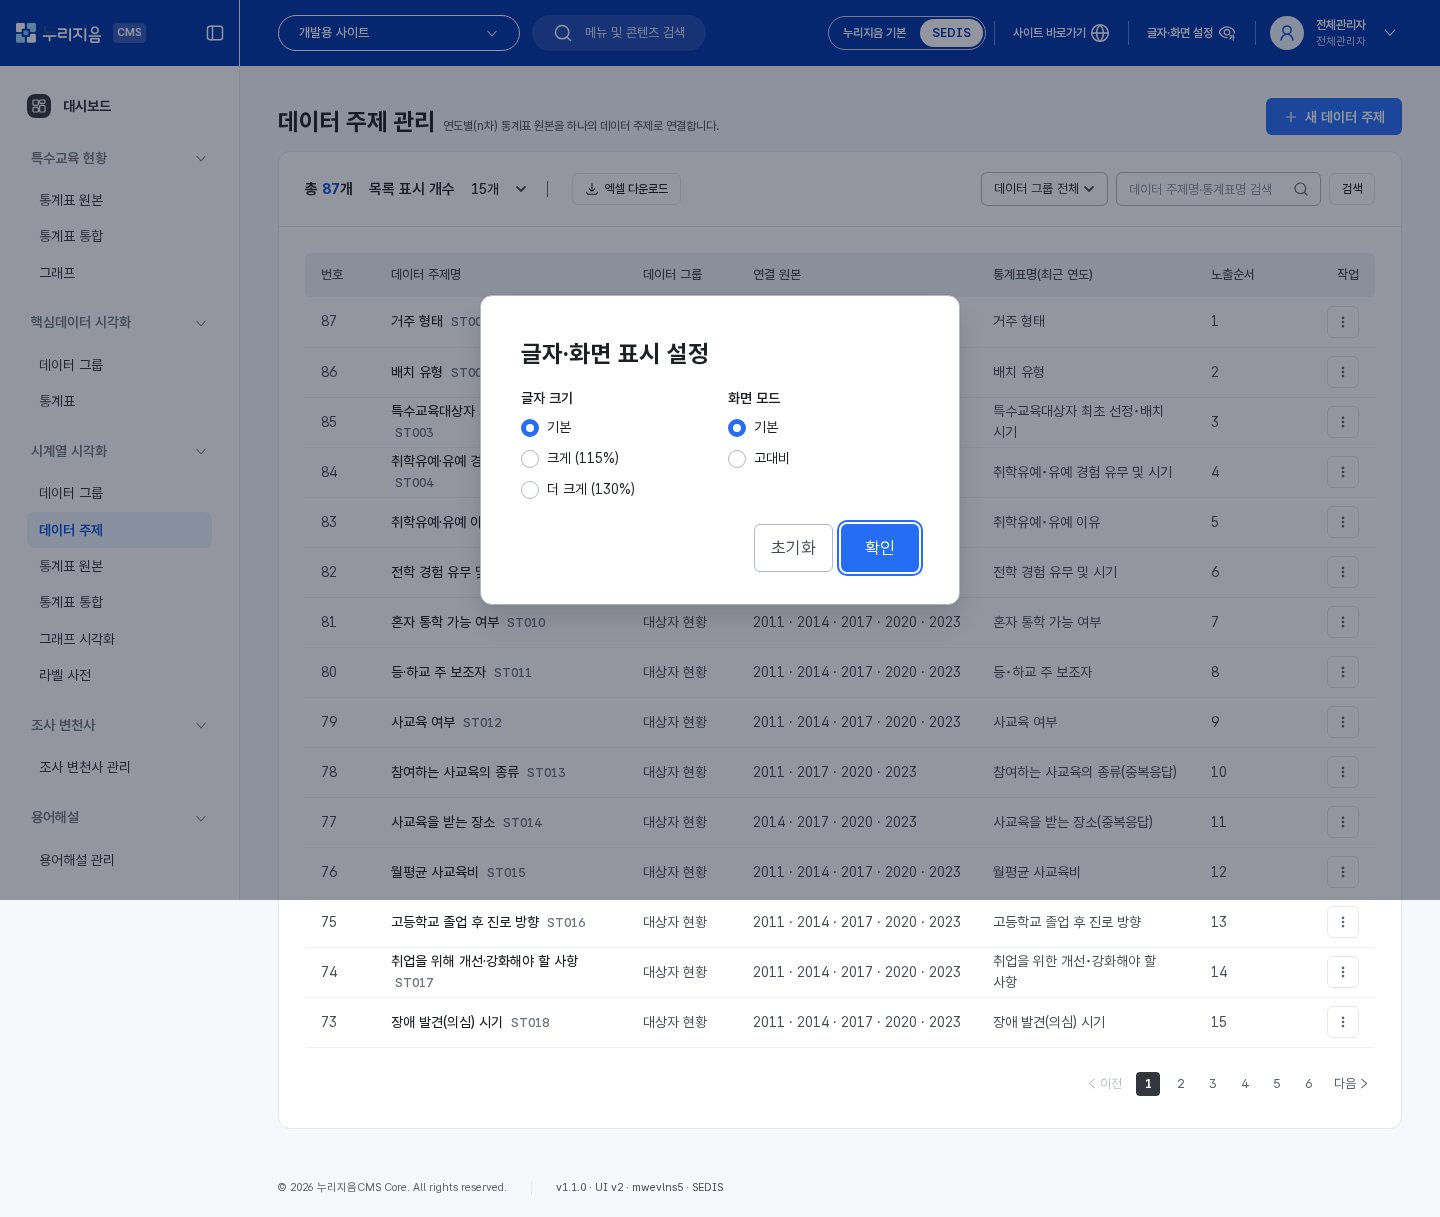 누리지음 CMS
개발용 사이트
메뉴 및 콘텐츠 검색
누리지음 기본 SEDIS
사이트 바로가기
글자·화면 설정
전체관리자
전체관리자
대시보드
특수교육 현황
통계표 원본
통계표 통합
그래프
핵심데이터 시각화
데이터 그룹
통계표
시계열 시각화
데이터 그룹
데이터 주제
통계표 원본
통계표 통합
그래프 시각화
라벨 사전
조사 변천사
조사 변천사 관리
용어해설
용어해설 관리
데이터 주제 관리 연도별(n차) 통계표 원본을 하나의 데이터 주제로 연결합니다.
새 데이터 주제
총 87개 목록 표시 개수 15개 엑셀 다운로드
데이터 그룹 전체 데이터 주제명·통계표명 검색 검색
번호 데이터 주제명 데이터 그룹 연결 원본 통계표명(최근 연도) 노출순서 작업
87 거주 형태 거주 형태 1
86 배치 유형 배치 유형 2
85 특수교육대상자 ST003 특수교육대상자 최초 선정·배치 시기 3
84 취학유예·유예 경 ST004 취학유예·유예 경험 유무 및 시기 4
83 취학유예·유예 이 취학유예·유예 이유 5
82 전학 경험 유무 전학 경험 유무 및 시기 6
81 혼자 통학 가능 여부 ST010 대상자 현황 2011 · 2014 · 2017 · 2020 · 2023 혼자 통학 가능 여부 7
80 등·하교 주 보조자 ST011 대상자 현황 2011 · 2014 · 2017 · 2020 · 2023 등·하교 주 보조자 8
79 사교육 여부 ST012 대상자 현황 2011 · 2014 · 2017 · 2020 · 2023 사교육 여부 9
78 참여하는 사교육의 종류 ST013 대상자 현황 2011 · 2017 · 2020 · 2023 참여하는 사교육의 종류(중복응답) 10
77 사교육을 받는 장소 ST014 대상자 현황 2014 · 2017 · 2020 · 2023 사교육을 받는 장소(중복응답) 11
76 월평균 사교육비 ST015 대상자 현황 2011 · 2014 · 2017 · 2020 · 2023 월평균 사교육비 12
75 고등학교 졸업 후 진로 방향 ST016 대상자 현황 2011 · 2014 · 2017 · 2020 · 2023 고등학교 졸업 후 진로 방향 13
74 취업을 위해 개선·강화해야 할 사항 ST017 대상자 현황 2011 · 2014 · 2017 · 2020 · 2023 취업을 위한 개선·강화해야 할 사항 14
73 장애 발견(의심) 시기 ST018 대상자 현황 2011 · 2014 · 2017 · 2020 · 2023 장애 발견(의심) 시기 15
이전 1 2 3 4 5 6 다음
글자·화면 표시 설정
글자 크기
기본
크게 (115%)
더 크게 (130%)
화면 모드
기본
고대비
초기화 확인
© 2026 누리지음CMS Core. All rights reserved. v1.1.0 · UI v2 · mwevlns5 · SEDIS